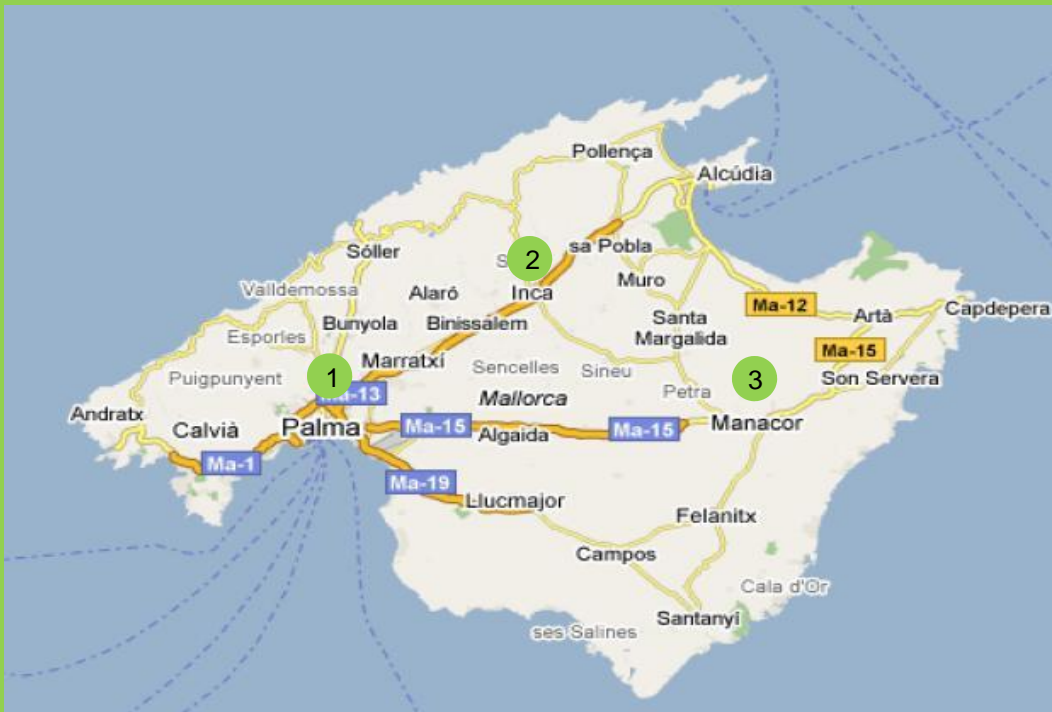 Pollença
Alcúdia
sa Pobla
Sóller
2
Muro
Valldemossa
Alaró
Inca
Ma-12
Capdepera
Artà
Santa
Margalida
Bunyola
Binissalem
Esporles
Ma-15
Marratxí
Sencelles
Sineu
Puigpunyent
1
3
Son Servera
Ma-13
Petra
Mallorca
Andratx
Calvià
Palma
Ma-15
Algaida
Ma-15
Manacor
Ma-1
Ma-19
Llucmajor
Felanitx
Campos
Cala d'Or
Santanyí
ses Salines